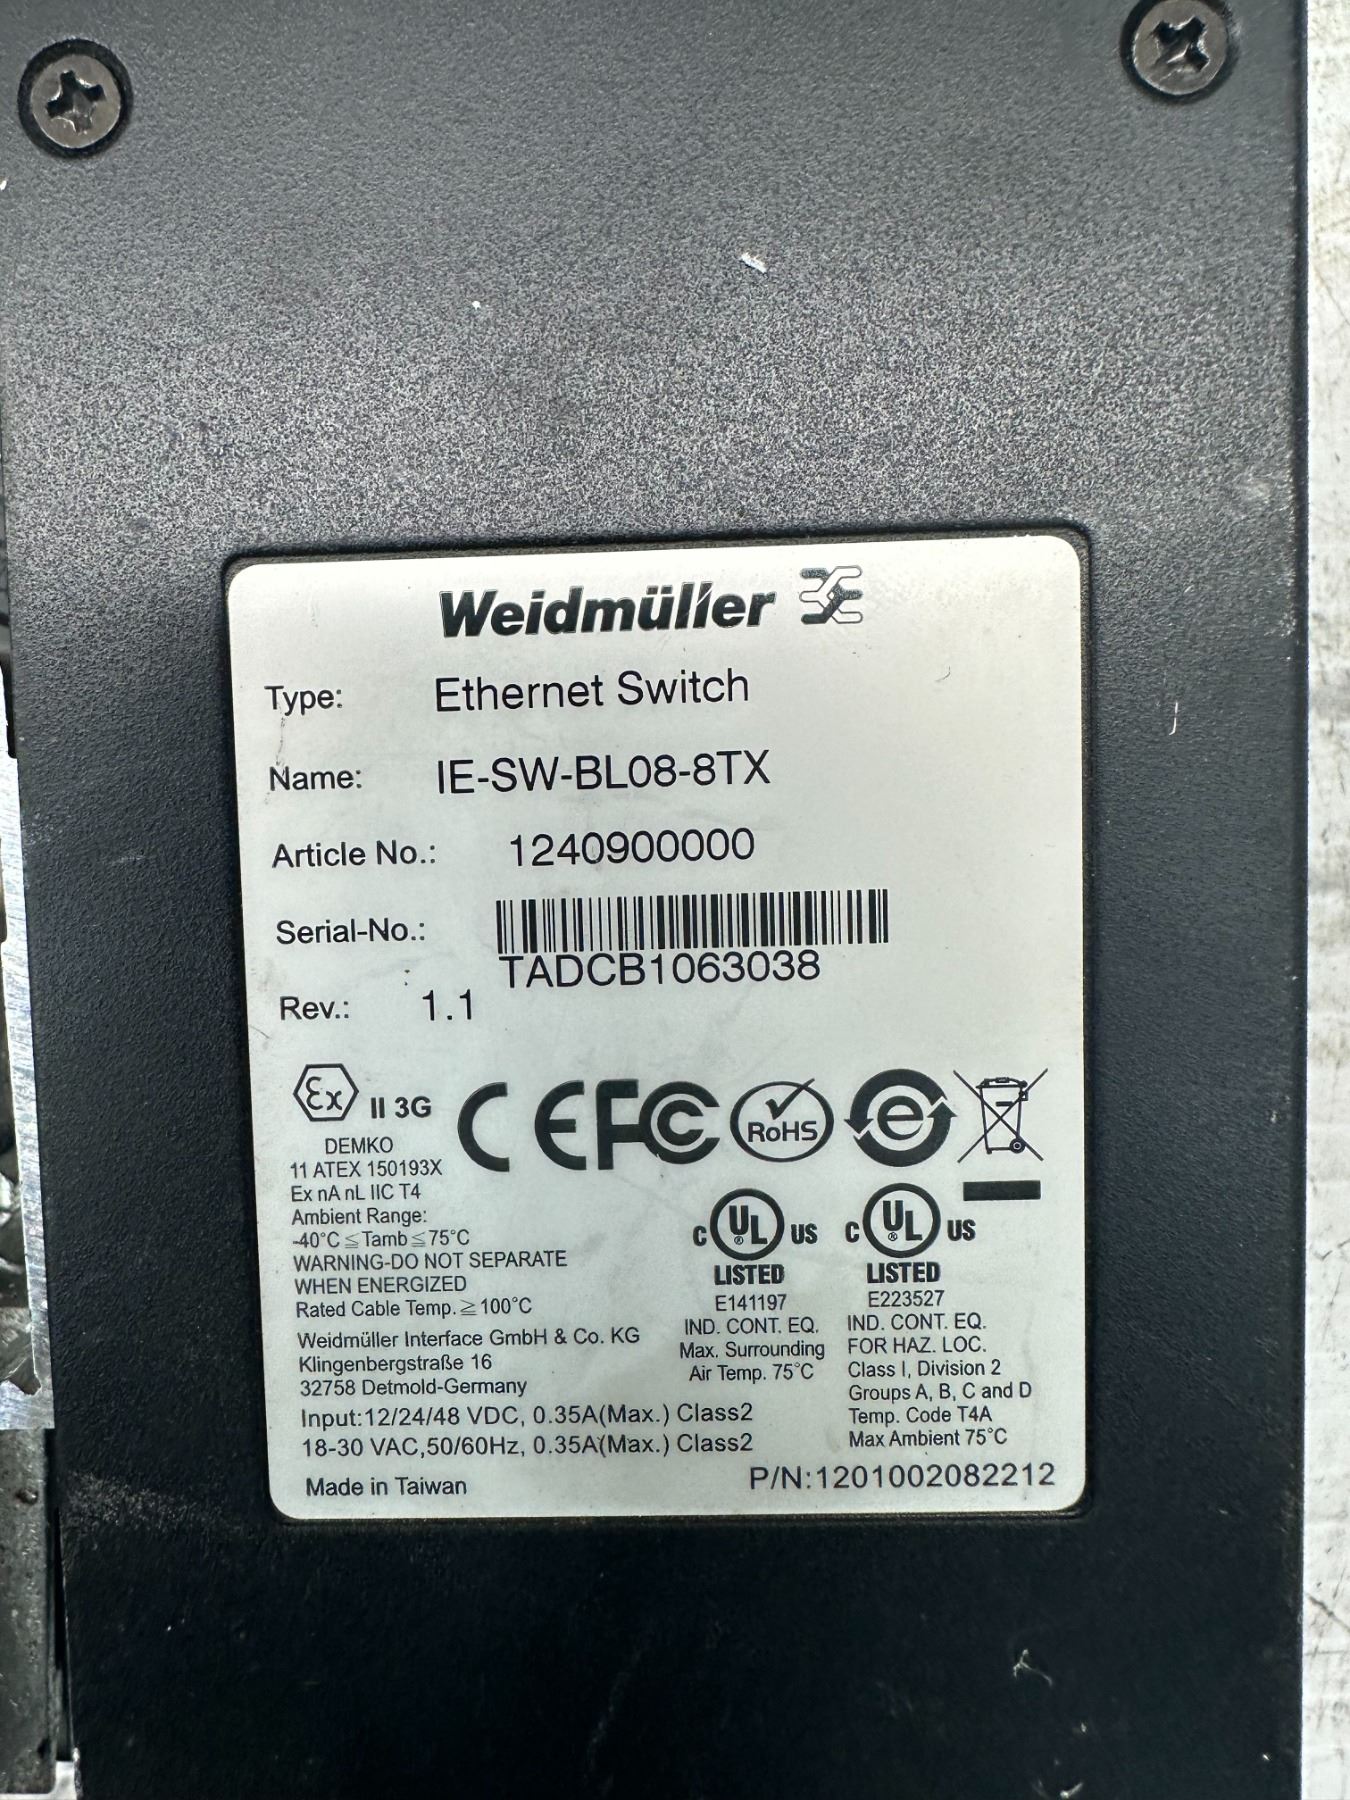 Weidmüller
Type: Ethernet Switch
Name: IE-SW-BL08-8TX
Article No.: 1240900000
Serial-No.:
TADCB1063038
Rev.: 1.1
Ex II 3G
CE FC RoHS e
DEMKO
11 ATEX 150193X
Ex nA nL IIC T4
Ambient Range:
-40°C≦Tamb≦75°C
WARNING-DO NOT SEPARATE
WHEN ENERGIZED
Rated Cable Temp.≧100°C
c UL ® US
LISTED
E141197
IND. CONT. EQ.
Max. Surrounding
Air Temp. 75°C
c UL ® US
LISTED
E223527
IND. CONT. EQ.
FOR HAZ. LOC.
Class I, Division 2
Groups A, B, C and D
Temp. Code T4A
Max Ambient 75°C
Weidmüller Interface GmbH & Co. KG
Klingenbergstraße 16
32758 Detmold-Germany
Input:12/24/48 VDC, 0.35A(Max.) Class2
18-30 VAC,50/60Hz, 0.35A(Max.) Class2
Made in Taiwan
P/N:1201002082212